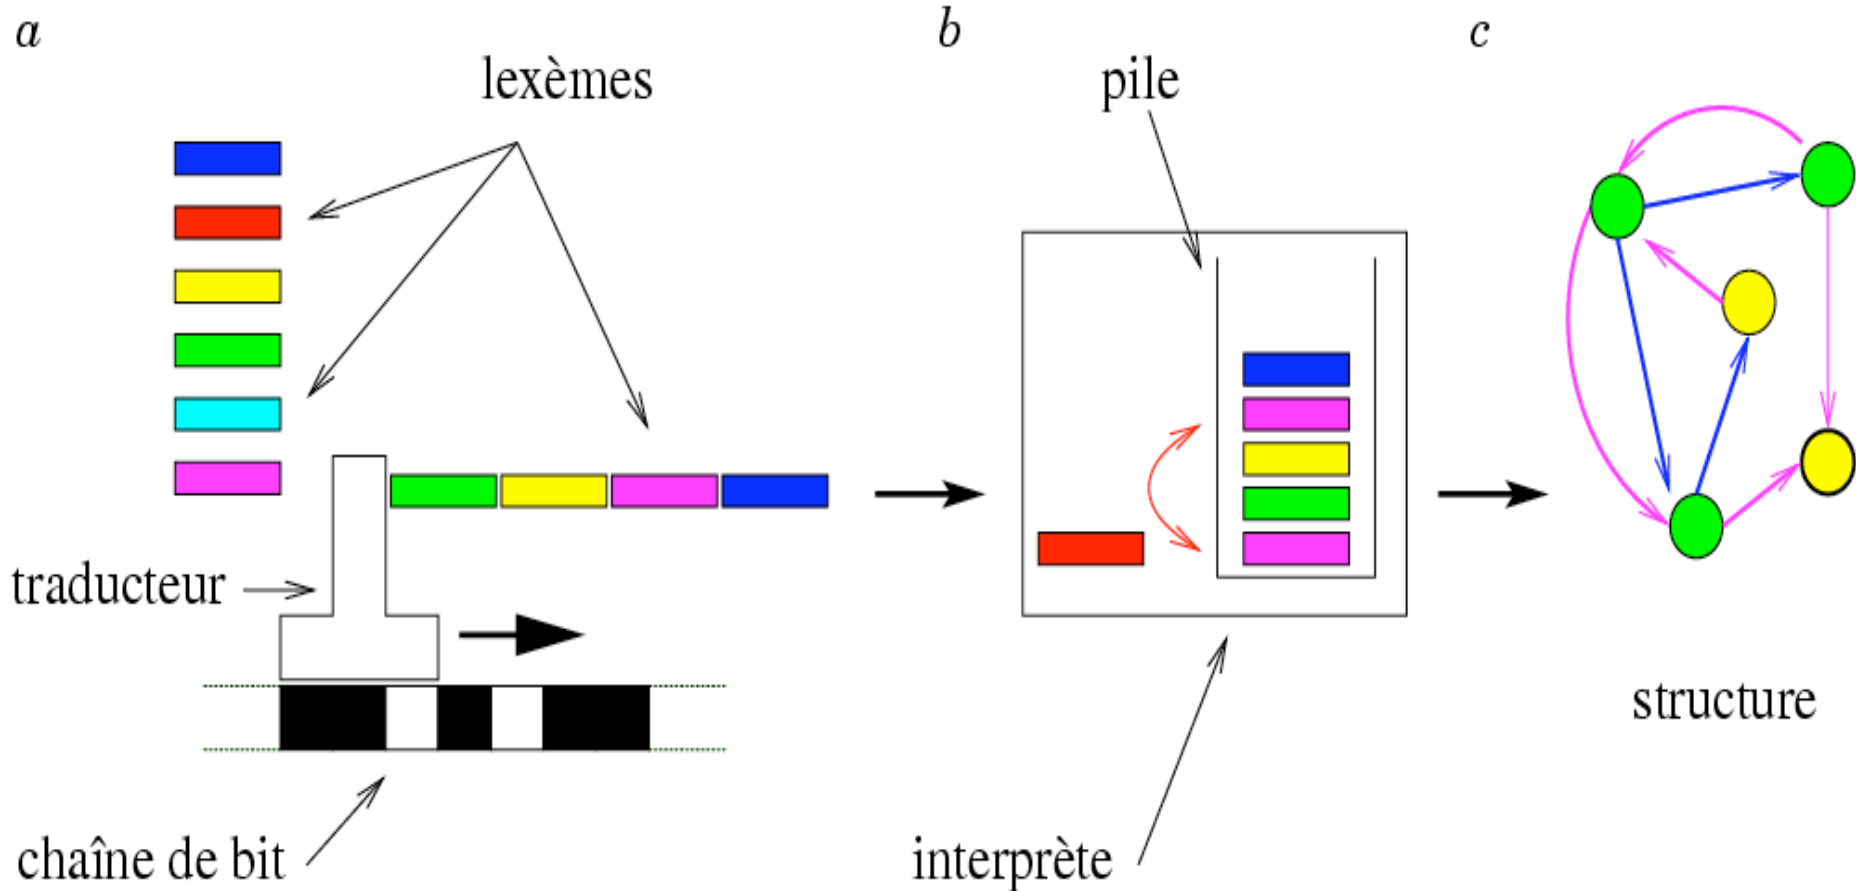 a
b
c
lexèmes
pile
traducteur
structure
chaîne de bit
interprète